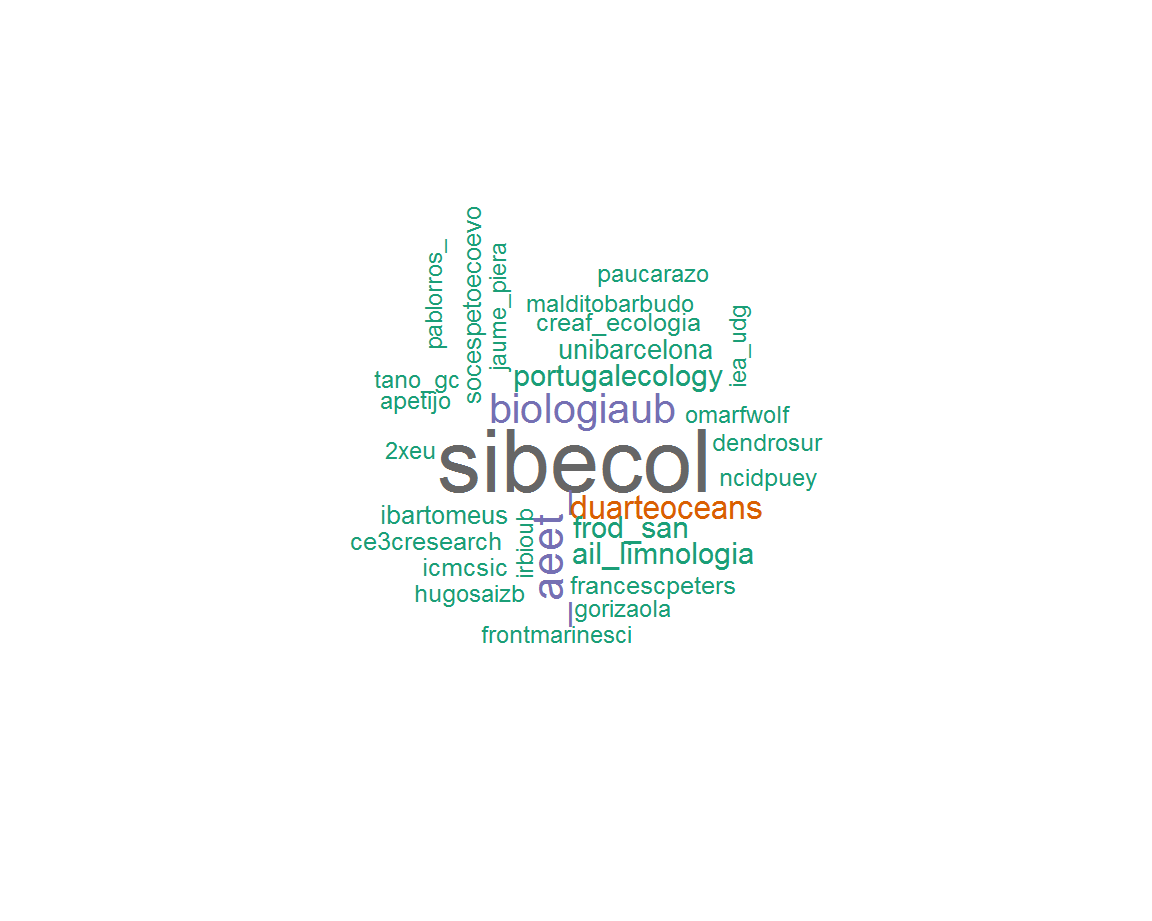 pablorros_
socespetoecoevo
jaume_piera
paucarazo
malditobarbudo
creaf_ecologia
iea_udg
unibarcelona
tano_gc
portugalecology
apetijo
biologiaub
omarfwolf
2xeu
sibecol
dendrosur
ncidpuey
ibartomeus
irbioub
_aeet_
duarteoceans
frod_san
ce3cresearch
ail_limnologia
icmcsic
francescpeters
hugosaizb
gorizaola
frontmarinesci